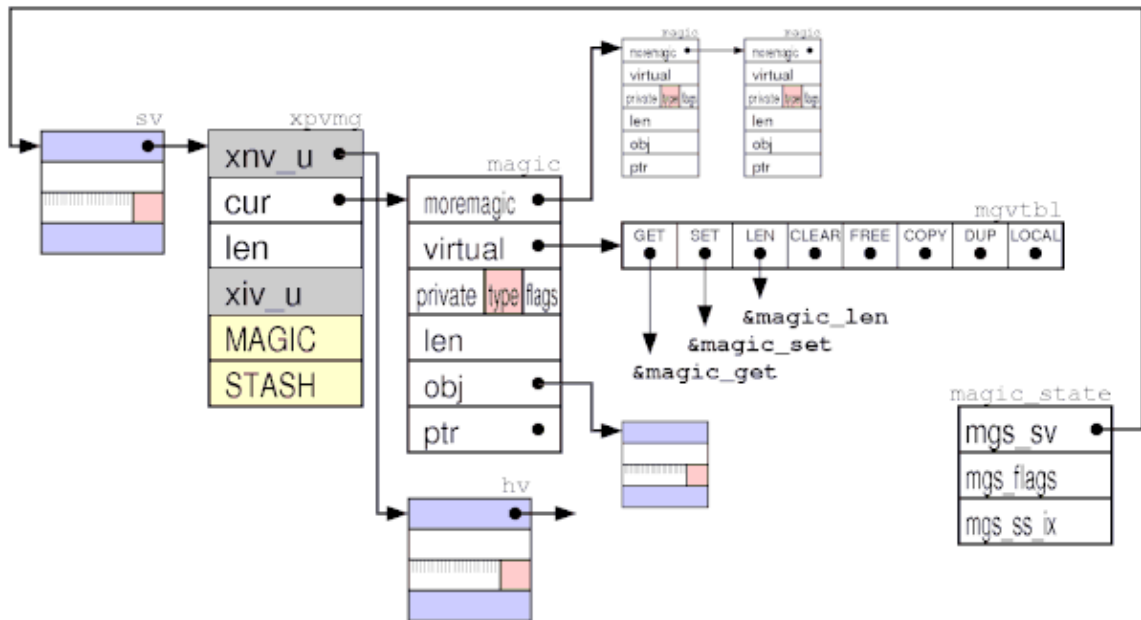 magic
moremagic
virtual
private type flags
len
obj
ptr
magic
moremagic
virtual
private type flags
len
obj
ptr
sv
xpvmg
xnv_u
cur
len
xiv_u
MAGIC
STASH
magic
moremagic
virtual
private type flags
len
obj
ptr
mgvtbl
GET SET LEN CLEAR FREE COPY DUP LOCAL
&magic_len
&magic_set
&magic_get
magic_state
mgs_sv
mgs_flags
mgs_ss_ix
hv